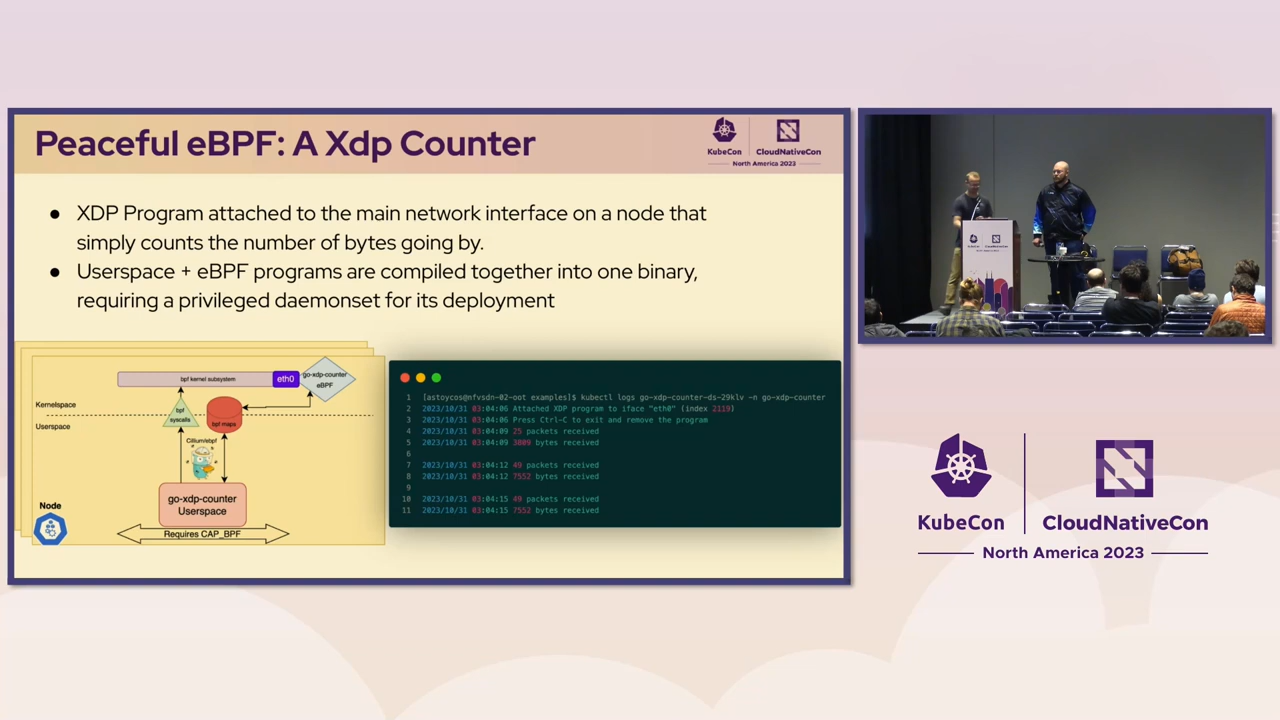 Peaceful eBPF: A Xdp Counter
KubeCon
CloudNativeCon
North America 2023
● XDP Program attached to the main network interface on a node that
simply counts the number of bytes going by.
● Userspace + eBPF programs are compiled together into one binary,
requiring a privileged daemonset for its deployment
bpf kernel subsystem
eth0
go-xdp-counter
eBPF
Kernelspace
Userspace
bpf
syscalls
bpf maps
Cilium/ebpf
go-xdp-counter
Userspace
Node
Requires CAP_BPF
1 [astoycos@nfvsdn-02-oot examples]$ kubectl logs go-xdp-counter-ds-29klv -n go-xdp-counter
2 2023/10/31 03:04:06 Attached XDP program to iface "eth0" (index 2119)
3 2023/10/31 03:04:06 Press Ctrl-C to exit and remove the program
4 2023/10/31 03:04:09 25 packets received
5 2023/10/31 03:04:09 3809 bytes received
6
7 2023/10/31 03:04:12 49 packets received
8 2023/10/31 03:04:12 7552 bytes received
9
10 2023/10/31 03:04:15 49 packets received
11 2023/10/31 03:04:15 7552 bytes received
KubeCon
CloudNativeCon
North America 2023